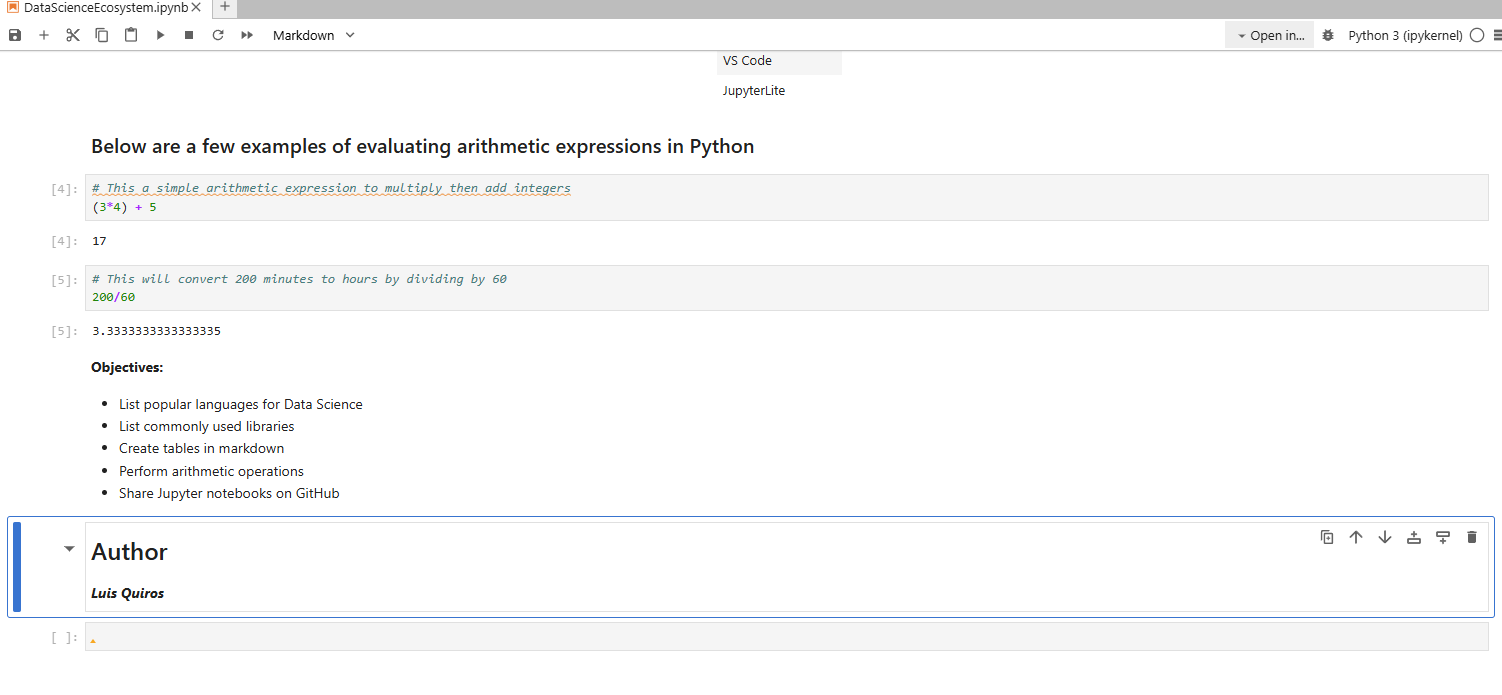 DataScienceEcosystem.ipynb
Markdown
Open in...
Python 3 (ipykernel)
VS Code
JupyterLite
Below are a few examples of evaluating arithmetic expressions in Python
[4]: # This a simple arithmetic expression to multiply then add integers
(3*4) + 5
[4]: 17
[5]: # This will convert 200 minutes to hours by dividing by 60
200/60
[5]: 3.3333333333333335
Objectives:
• List popular languages for Data Science
• List commonly used libraries
• Create tables in markdown
• Perform arithmetic operations
• Share Jupyter notebooks on GitHub
Author
Luis Quiros
[ ]: